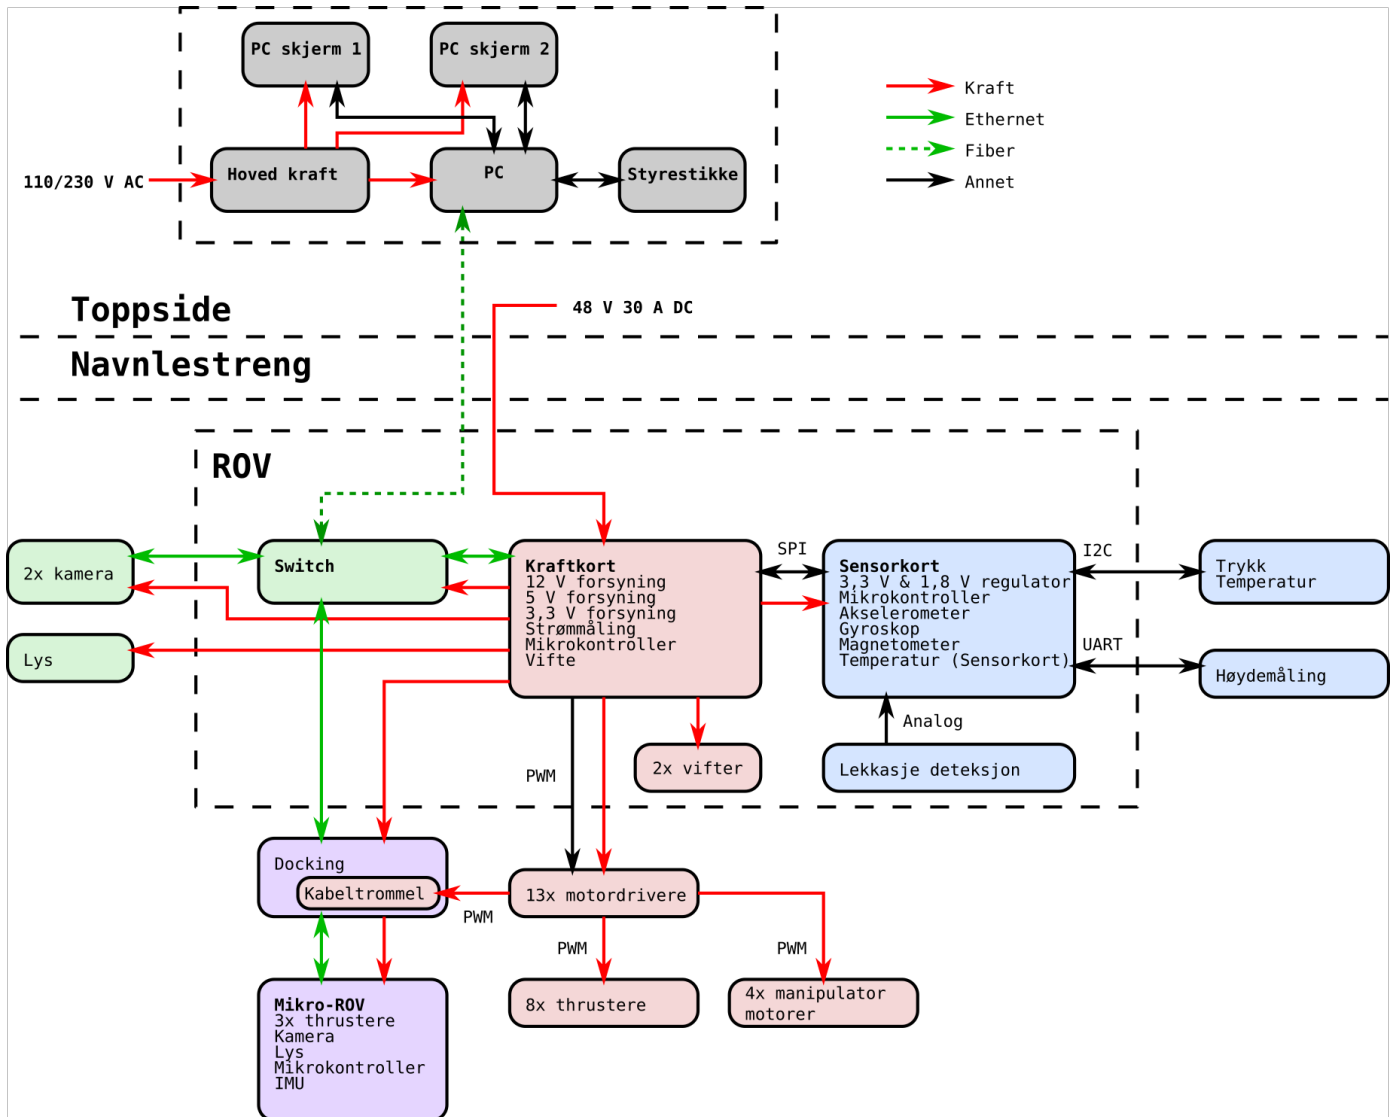 PC skjerm 1
PC skjerm 2
Kraft
Ethernet
Fiber
Annet
110/230 V AC
Hoved kraft
PC
Styrestikke
Toppside
48 V 30 A DC
Navnlestreng
ROV
2x kamera
Lys
Switch
Kraftkort
12 V forsyning
5 V forsyning
3,3 V forsyning
Strømmåling
Mikrokontroller
Vifte
SPI
Sensorkort
3,3 V & 1,8 V regulator
Mikrokontroller
Akselerometer
Gyroskop
Magnetometer
Temperatur (Sensorkort)
I2C
Trykk
Temperatur
UART
Høydemåling
Analog
Lekkasje deteksjon
2x vifter
PWM
Docking
Kabeltrommel
PWM
13x motordrivere
PWM
PWM
8x thrustere
4x manipulator
motorer
Mikro-ROV
3x thrustere
Kamera
Lys
Mikrokontroller
IMU